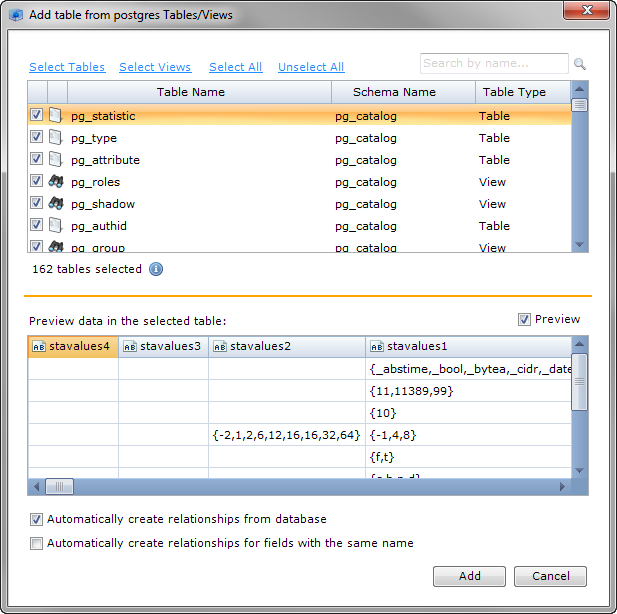 Add table from postgres Tables/Views
Select Tables Select Views Select All Unselect All Search by name...
Table Name Schema Name Table Type
pg_statistic pg_catalog Table
pg_type pg_catalog Table
pg_attribute pg_catalog Table
pg_roles pg_catalog View
pg_shadow pg_catalog View
pg_authid pg_catalog Table
pg_group pg_catalog View
162 tables selected
Preview data in the selected table: Preview
AB stavalues4 AB stavalues3 AB stavalues2 AB stavalues1
{_abstime,_bool,_bytea,_cidr,_date
{11,11389,99}
{10}
{-2,1,2,6,12,16,16,32,64} {-1,4,8}
{f,t}
Automatically create relationships from database
Automatically create relationships for fields with the same name
Add Cancel